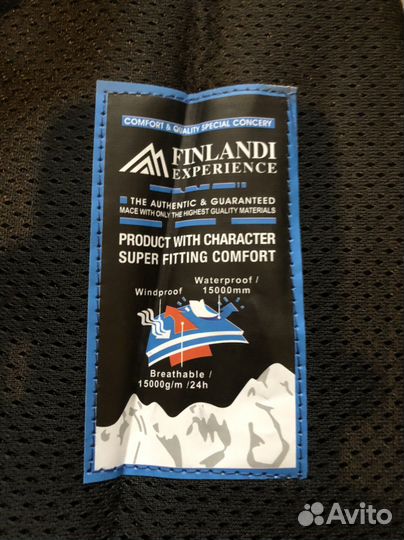 COMFORT & QUALITY SPECIAL CONCERY
FINLANDI
EXPERIENCE
THE AUTHENTIC & GUARANTEED
MACE WITH ONLY THE HIGHEST GUALITY MATERIALS
PRODUCT WITH CHARACTER
SUPER FITTING COMFORT
Waterproof /
Windproof 15000mm
Breathable /
15000g/m /24h
Avito